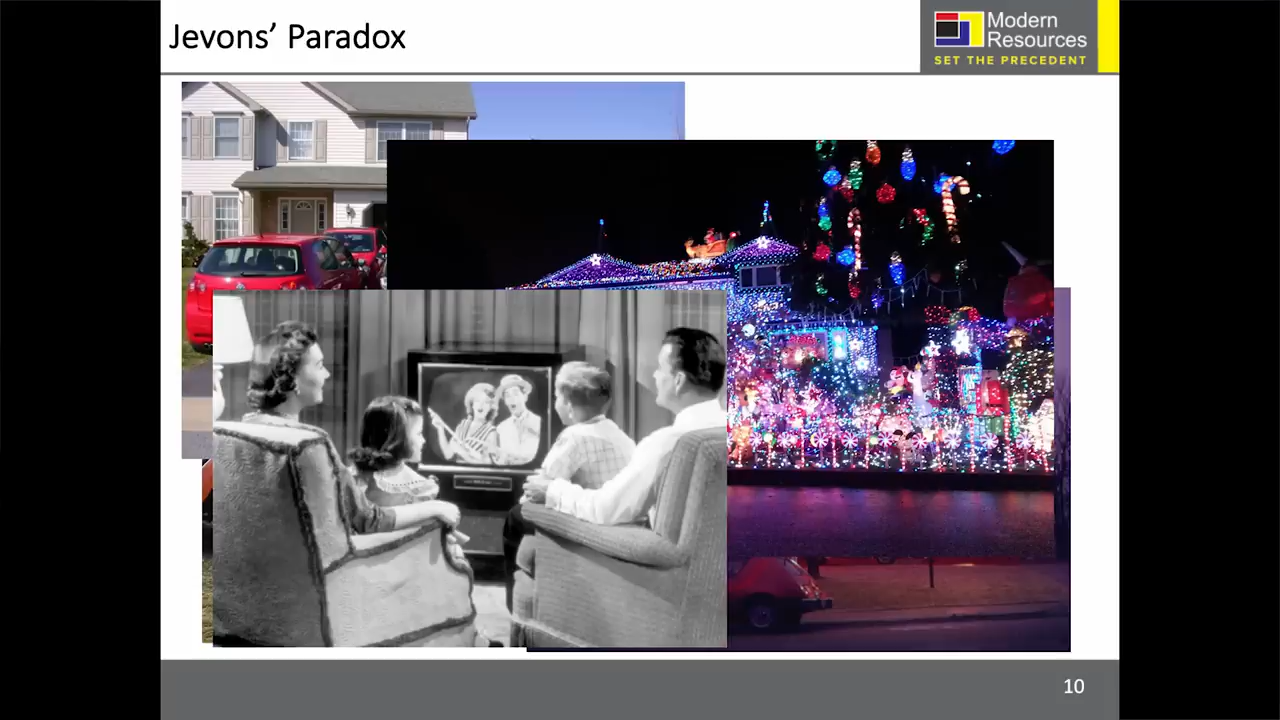 Jevons’ Paradox
Modern
Resources
SET THE PRECEDENT
10